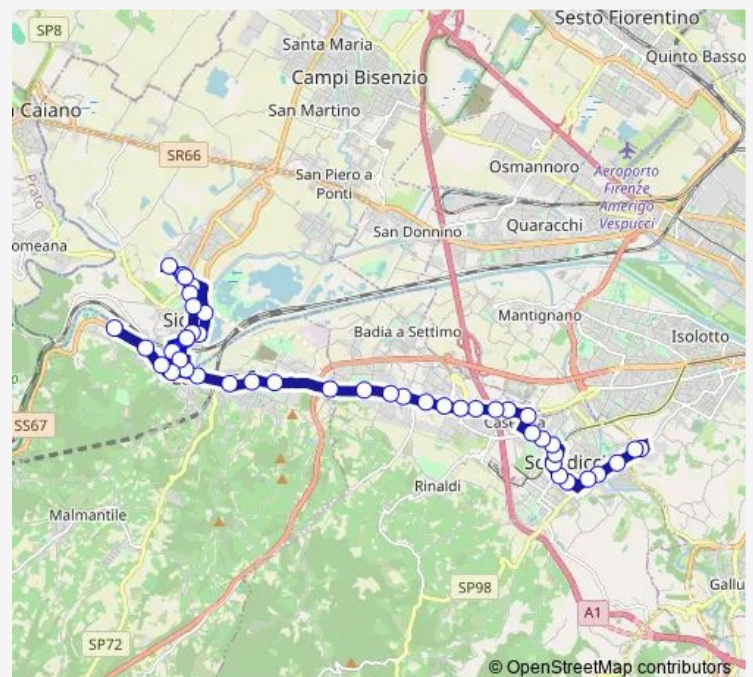 Sesto Fiorentino
SP8
Santa Maria
Quinto Basso
Campi Bisenzio
Caiano
San Martino
SR66
Osmannoro
San Piero a
Ponti
Aeroporto
Firenze
Amerigo
Vespucci
Prato
Quaracchi
San Donnino
omeana
Mantignano
Badia a Settimo
Isolotto
SS67
Rinaldi
Malmantile
SP98
Gallu
A1
SP72
© OpenStreetMap contributors